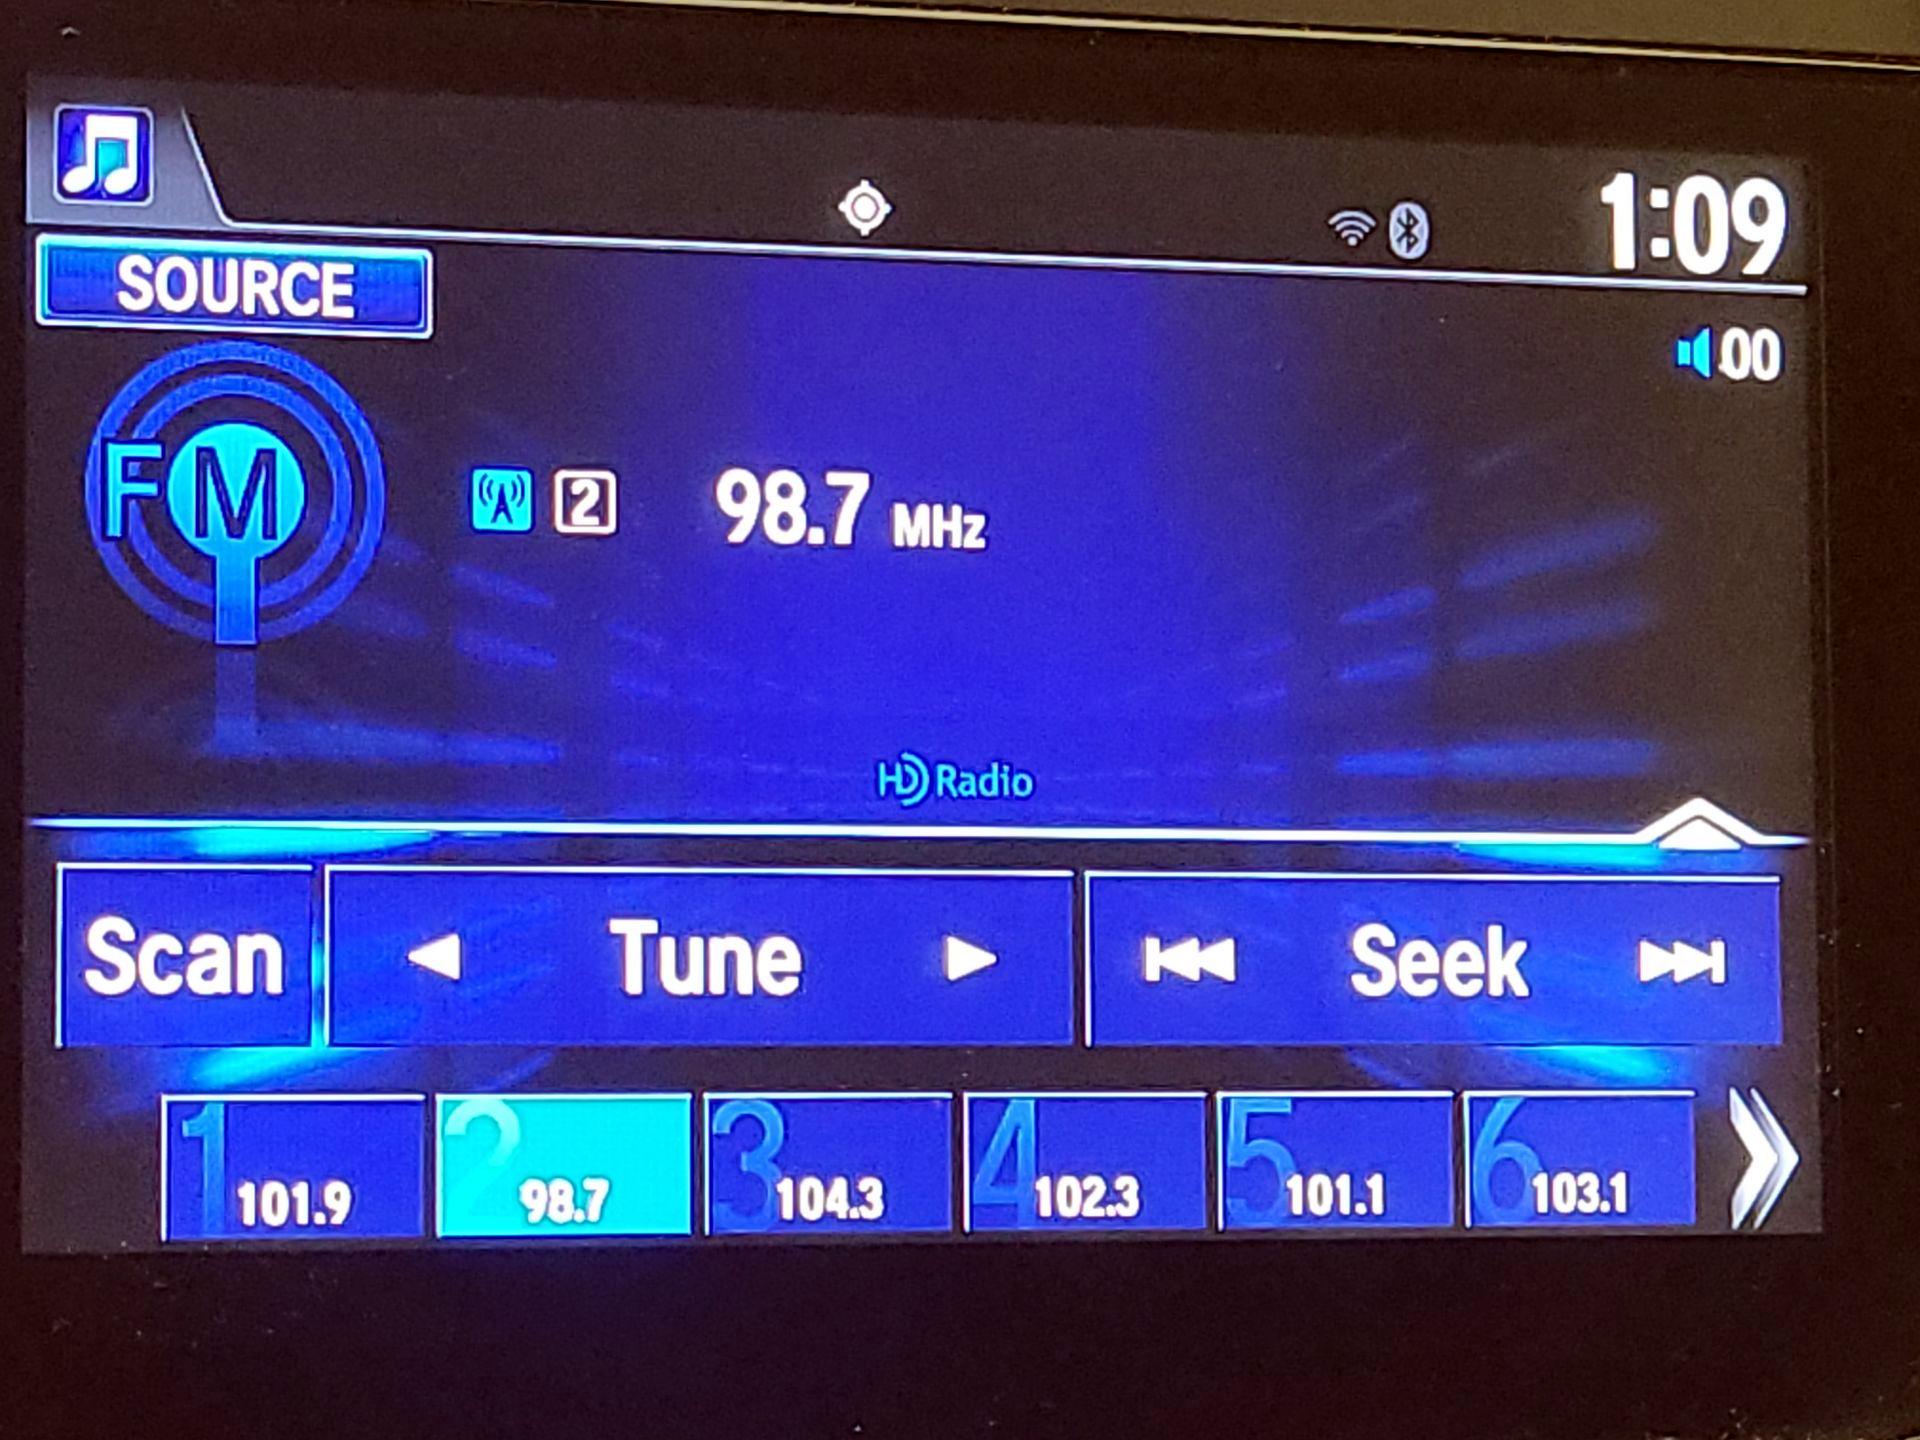 1:09
SOURCE
00
FM
2 98.7 MHz
HD Radio
Scan Tune Seek
1 101.9 2 98.7 3 104.3 4 102.3 5 101.1 6 103.1